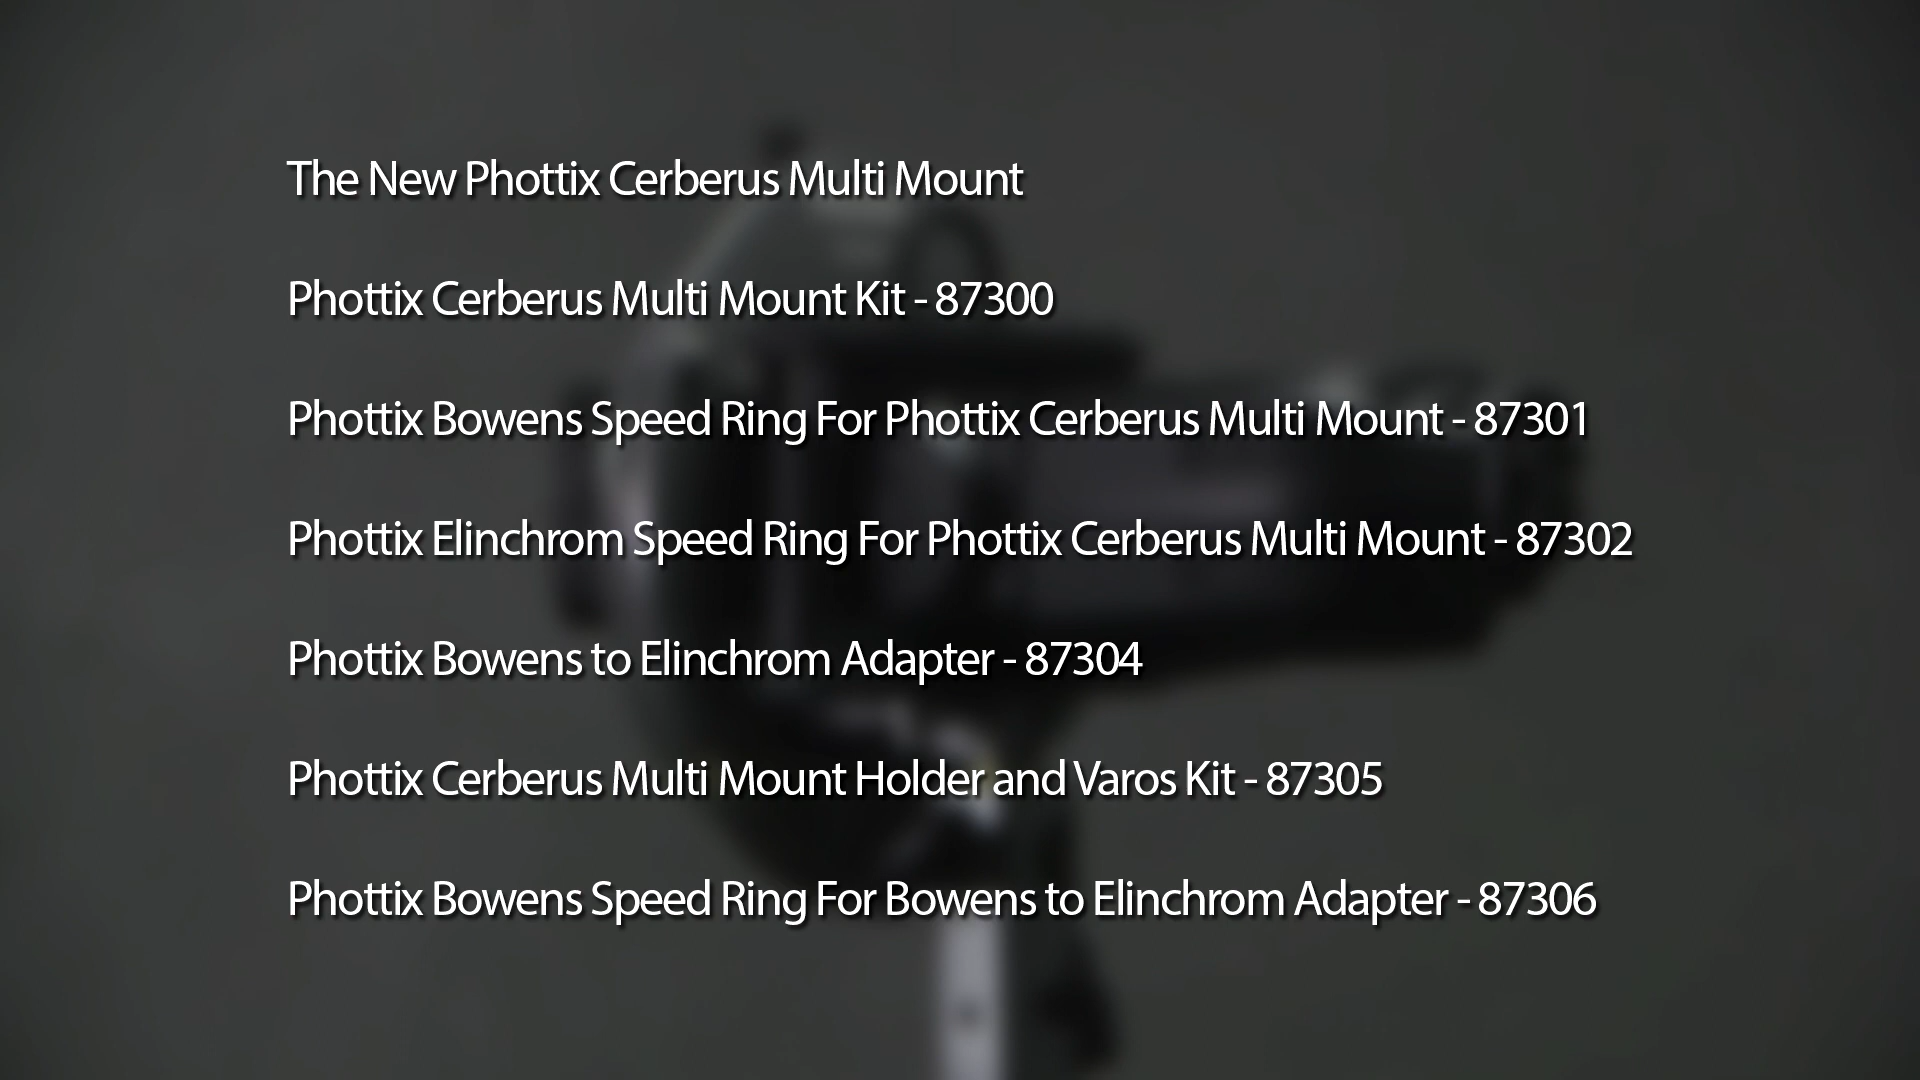 The New Phottix Cerberus Multi Mount
Phottix Cerberus Multi Mount Kit - 87300
Phottix Bowens Speed Ring For Phottix Cerberus Multi Mount - 87301
Phottix Elinchrom Speed Ring For Phottix Cerberus Multi Mount - 87302
Phottix Bowens to Elinchrom Adapter - 87304
Phottix Cerberus Multi Mount Holder and Varos Kit - 87305
Phottix Bowens Speed Ring For Bowens to Elinchrom Adapter - 87306